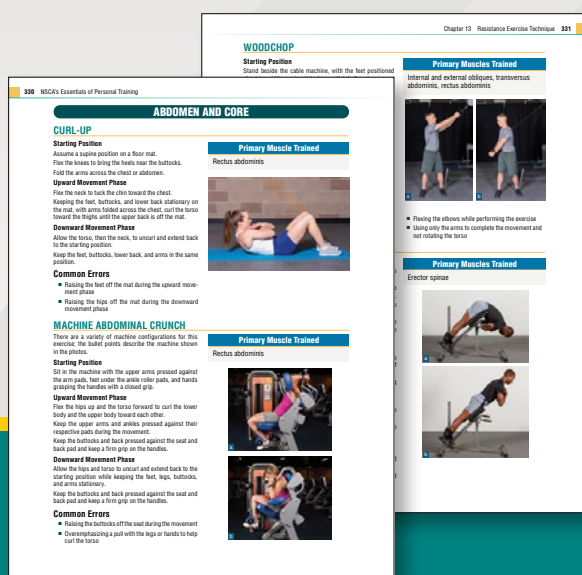 Chapter 13 Resistance Exercise Technique 331
WOODCHOP
Starting Position
Stand beside the cable machine, with the feet positioned
Primary Muscles Trained
Internal and external obliques, transversus
abdominis, rectus abdominis
a
b
Flexing the elbows while performing the exercise
Using only the arms to complete the movement and
not rotating the torso
Primary Muscles Trained
Erector spinae
a
b
330 NSCA's Essentials of Personal Training
ABDOMEN AND CORE
CURL-UP
Starting Position
Assume a supine position on a floor mat.
Flex the knees to bring the heels near the buttocks.
Fold the arms across the chest or abdomen.
Upward Movement Phase
Flex the neck to tuck the chin toward the chest.
Keeping the feet, buttocks, and lower back stationary on
the mat, with arms folded across the chest, curl the torso
toward the thighs until the upper back is off the mat.
Downward Movement Phase
Allow the torso, then the neck, to uncurl and extend back
to the starting position.
Keep the feet, buttocks, lower back, and arms in the same
position.
Common Errors
Raising the feet off the mat during the upward move-
ment phase
Raising the hips off the mat during the downward
movement phase
Primary Muscle Trained
Rectus abdominis
MACHINE ABDOMINAL CRUNCH
There are a variety of machine configurations for this
exercise; the bullet points describe the machine shown
in the photos.
Starting Position
Sit in the machine with the upper arms pressed against
the arm pads, feet under the ankle roller pads, and hands
grasping the handles with a closed grip.
Upward Movement Phase
Flex the hips up and the torso forward to curl the lower
body and the upper body toward each other.
Keep the upper arms and ankles pressed against their
respective pads during the movement.
Keep the buttocks and back pressed against the seat and
back pad and keep a firm grip on the handles.
Downward Movement Phase
Allow the hips and torso to uncurl and extend back to the
starting position while keeping the feet, legs, buttocks,
and arms stationary.
Keep the buttocks and back pressed against the seat and
back pad and keep a firm grip on the handles.
Common Errors
Raising the buttocks off the seat during the movement
Overemphasizing a pull with the legs or hands to help
curl the torso
Primary Muscle Trained
Rectus abdominis
a
b